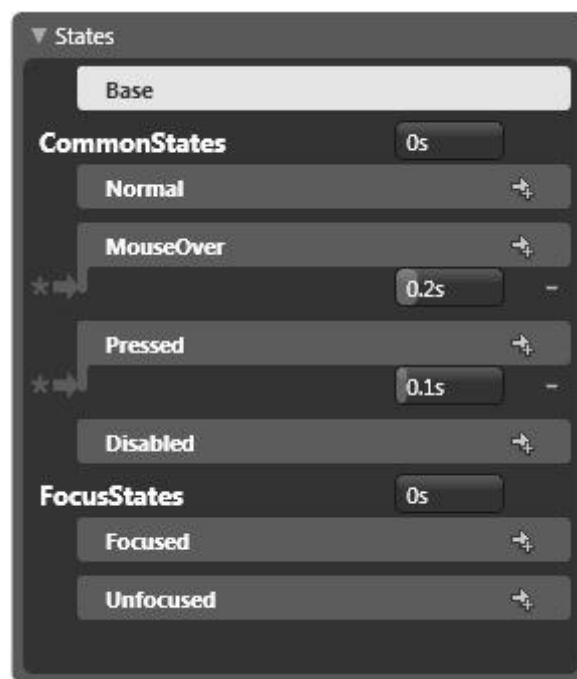 States
Base
CommonStates 0s
Normal
MouseOver
0.2s
Pressed
0.1s
Disabled
FocusStates 0s
Focused
Unfocused